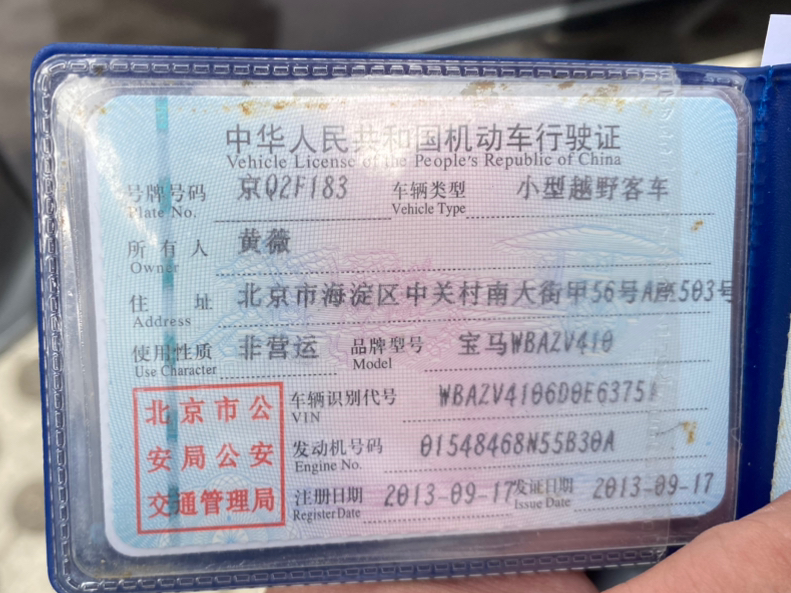 中华人民共和国机动车行驶证
Vehicle License of the People's Republic of China
号牌号码 京Q2F183 车辆类型 小型越野客车
Plate No. Vehicle Type
所有人 黄薇
Owner
住址 北京市海淀区中关村南大街甲56号A座503号
Address
使用性质 非营运 品牌型号 宝马WBAZV410
Use Character Model
北京市公 车辆识别代号 WBAZV4106D0E63751
VIN
安局公安 发动机号码 01548468N55B30A
Engine No.
交通管理局 注册日期 2013-09-17 发证日期 2013-09-17
Register Date Issue Date